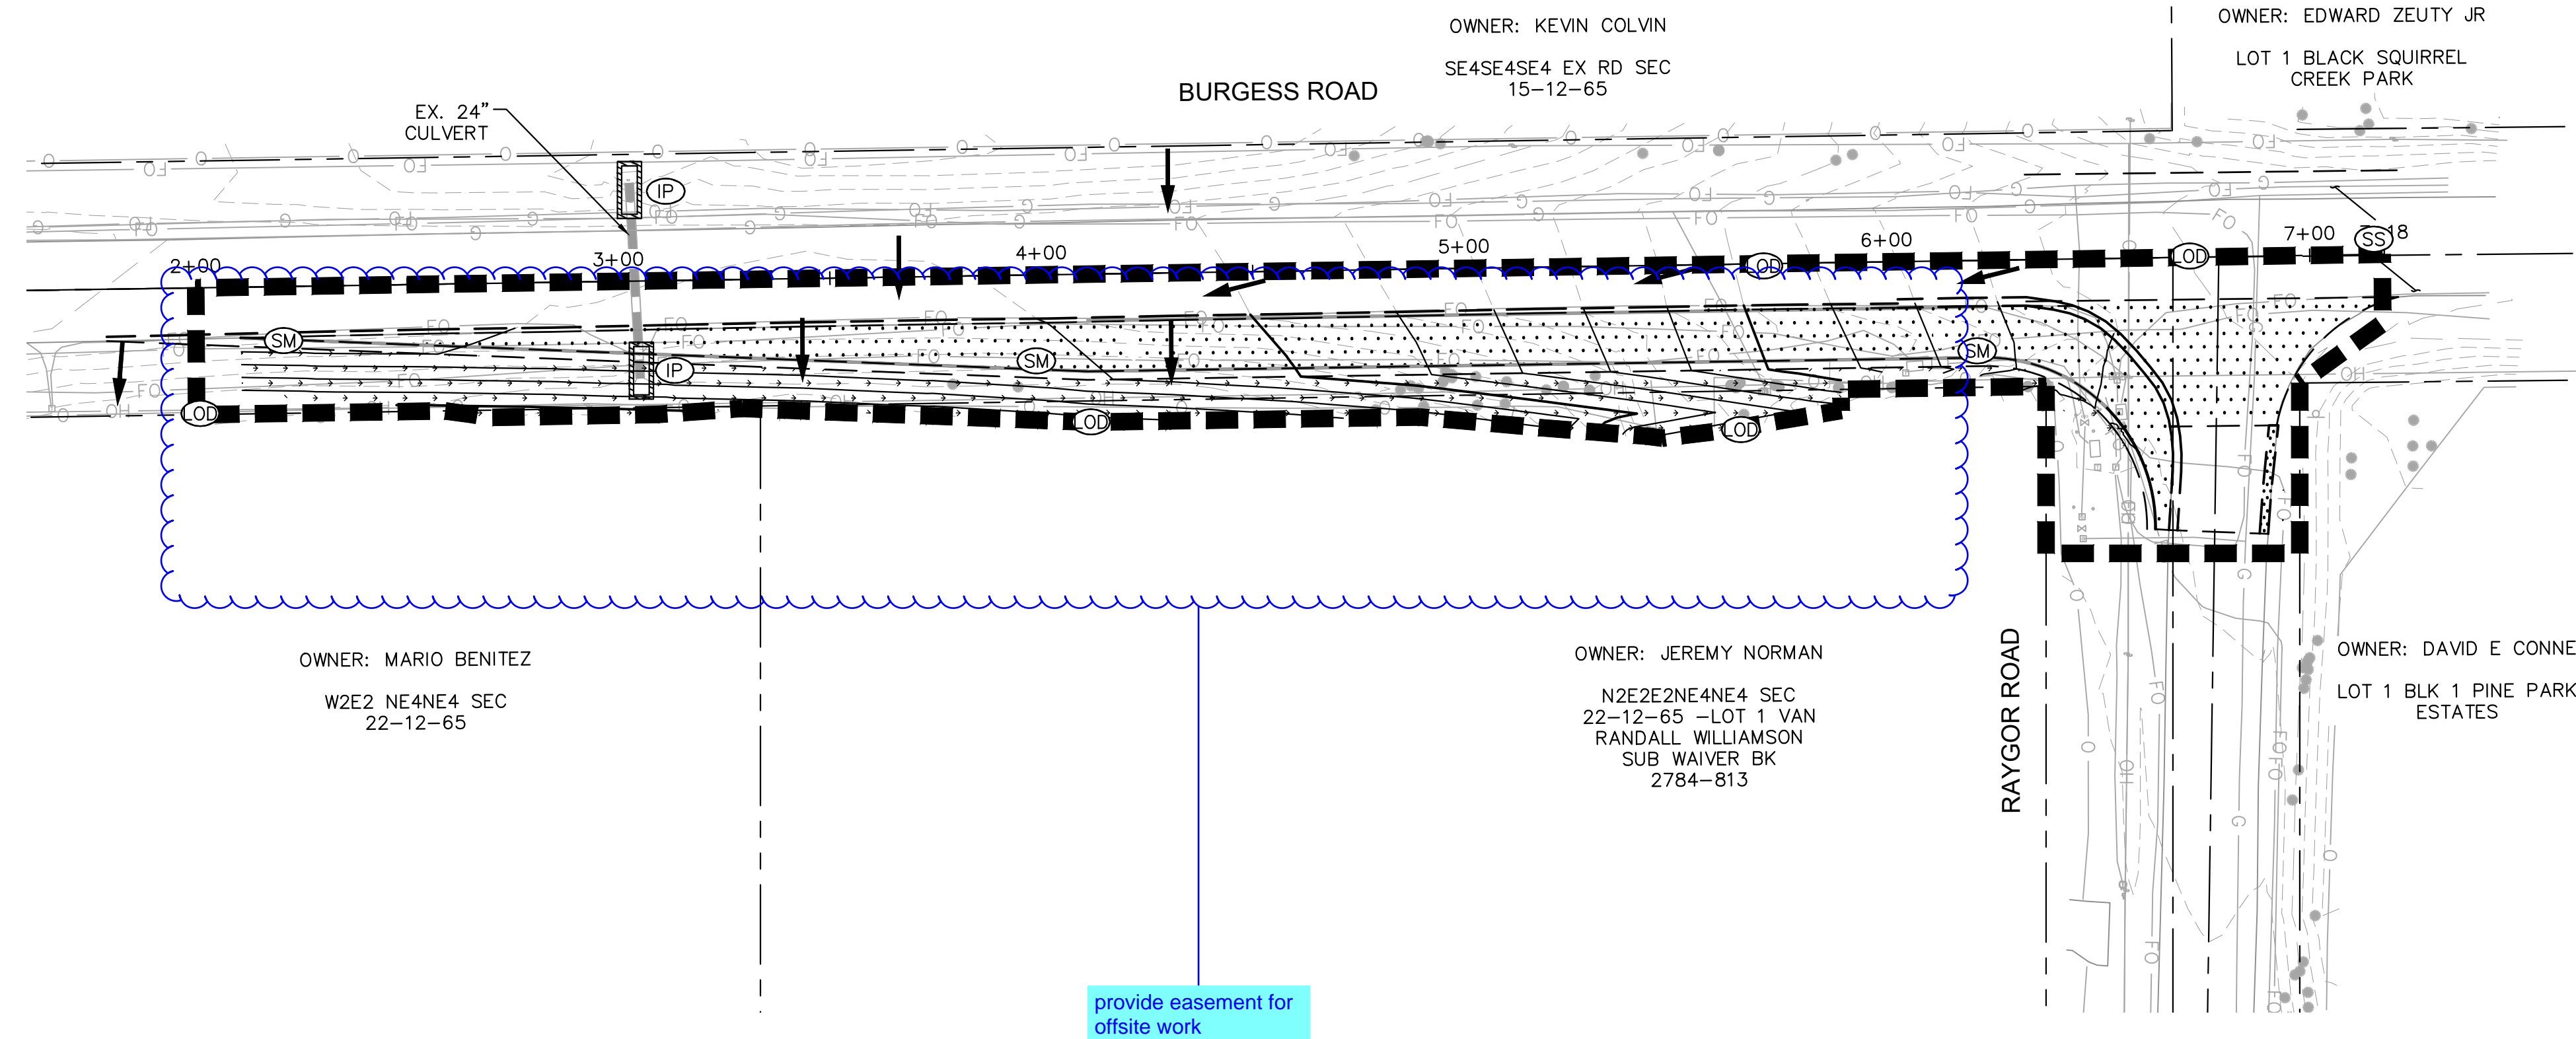 OWNER: KEVIN COLVIN
SE4SE4SE4 EX RD SEC
15-12-65
OWNER: EDWARD ZEUTY JR
LOT 1 BLACK SQUIRREL
CREEK PARK
BURGESS ROAD
EX. 24"
CULVERT
IP
2+00
3+00
4+00
5+00
6+00
7+00
SS
18
LOD
LOD
SM
IP
SM
SM
LOD
LOD
LOD
OWNER: MARIO BENITEZ
W2E2 NE4NE4 SEC
22-12-65
OWNER: JEREMY NORMAN
N2E2E2NE4NE4 SEC
22-12-65 -LOT 1 VAN
RANDALL WILLIAMSON
SUB WAIVER BK
2784-813
RAYGOR ROAD
OWNER: DAVID E CONNE
LOT 1 BLK 1 PINE PARK
ESTATES
provide easement for
offsite work